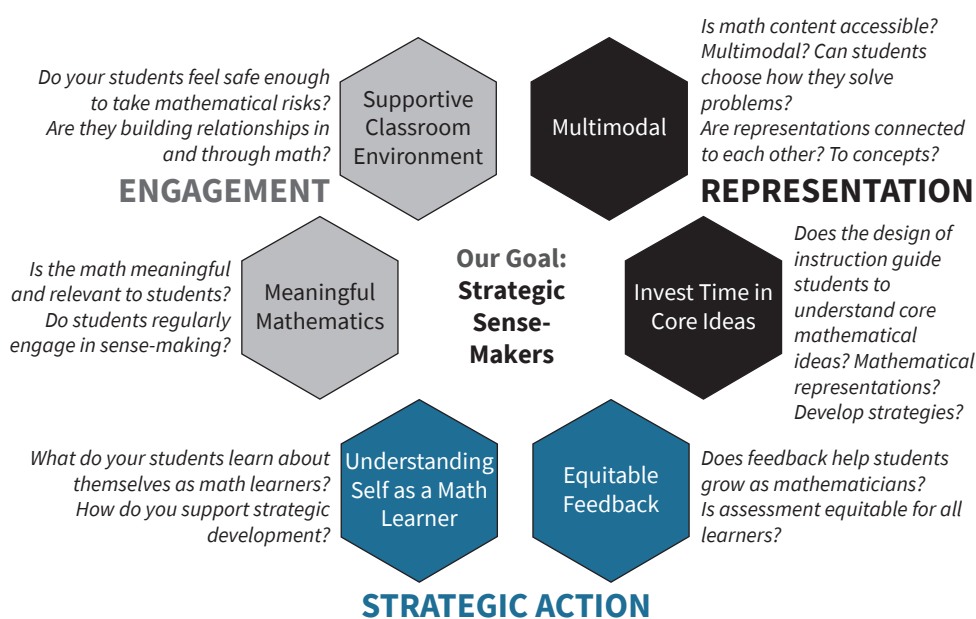 Do your students feel safe enough
to take mathematical risks?
Are they building relationships in
and through math?
ENGAGEMENT
Supportive
Classroom
Environment
Multimodal
Is math content accessible?
Multimodal? Can students
choose how they solve
problems?
Are representations connected
to each other? To concepts?
REPRESENTATION
Is the math meaningful
and relevant to students?
Do students regularly
engage in sense-making?
Meaningful
Mathematics
Our Goal:
Strategic
Sense-
Makers
Invest Time in
Core Ideas
Does the design of
instruction guide
students to
understand core
mathematical
ideas? Mathematical
representations?
Develop strategies?
What do your students learn about
themselves as math learners?
How do you support strategic
development?
Understanding
Self as a Math
Learner
Equitable
Feedback
Does feedback help students
grow as mathematicians?
Is assessment equitable for all
learners?
STRATEGIC ACTION